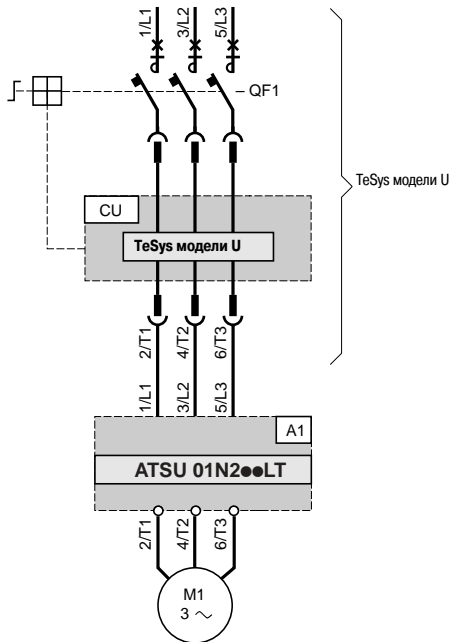 1/L1 3/L2 5/L3
QF1
TeSys модели U
CU
TeSys модели U
2/T1 4/T2 6/T3
1/L1 3/L2 5/L3
A1
ATSU 01N2●●LT
2/T1 4/T2 6/T3
M1
3 ~